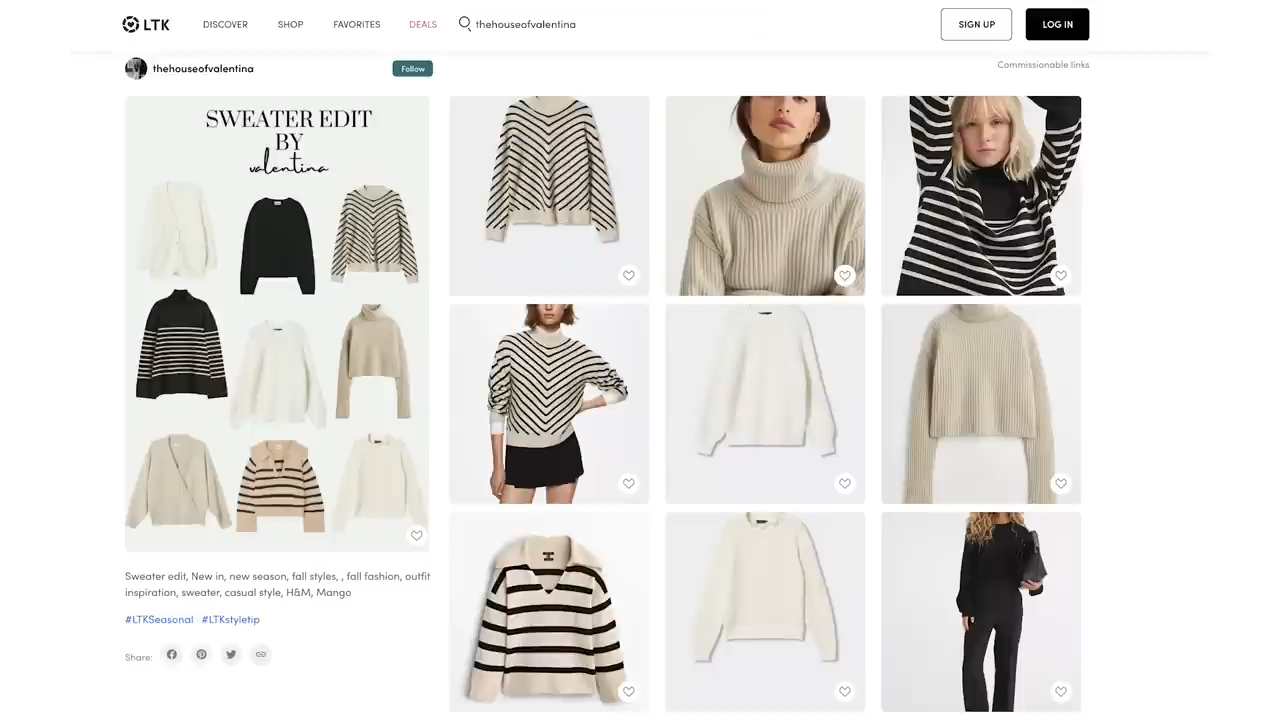 LTK
DISCOVER
SHOP
FAVORITES
DEALS
thehouseofvalentina
SIGN UP
LOG IN
thehouseofvalentina
Follow
Commissionable links
SWEATER EDIT
BY
valentina
Sweater edit, New in, new season, fall styles, , fall fashion, outfit
inspiration, sweater, casual style, H&M, Mango
#LTKSeasonal #LTKstyletip
Share: